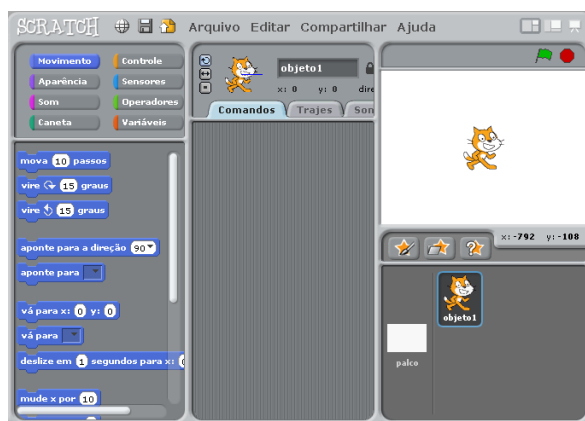 SCRATCH Arquivo Editar Compartilhar Ajuda
Movimento Controle
Aparência Sensores
Som Operadores
Caneta Variáveis
objeto1
x: 0 y: 0 dire
Comandos Trajes Son
mova 10 passos
vire 15 graus
vire 15 graus
aponte para a direção 90
aponte para
vá para x: 0 y: 0
vá para
deslize em 1 segundos para x:
mude x por 10
x: -792 y: -108
objeto1
palco